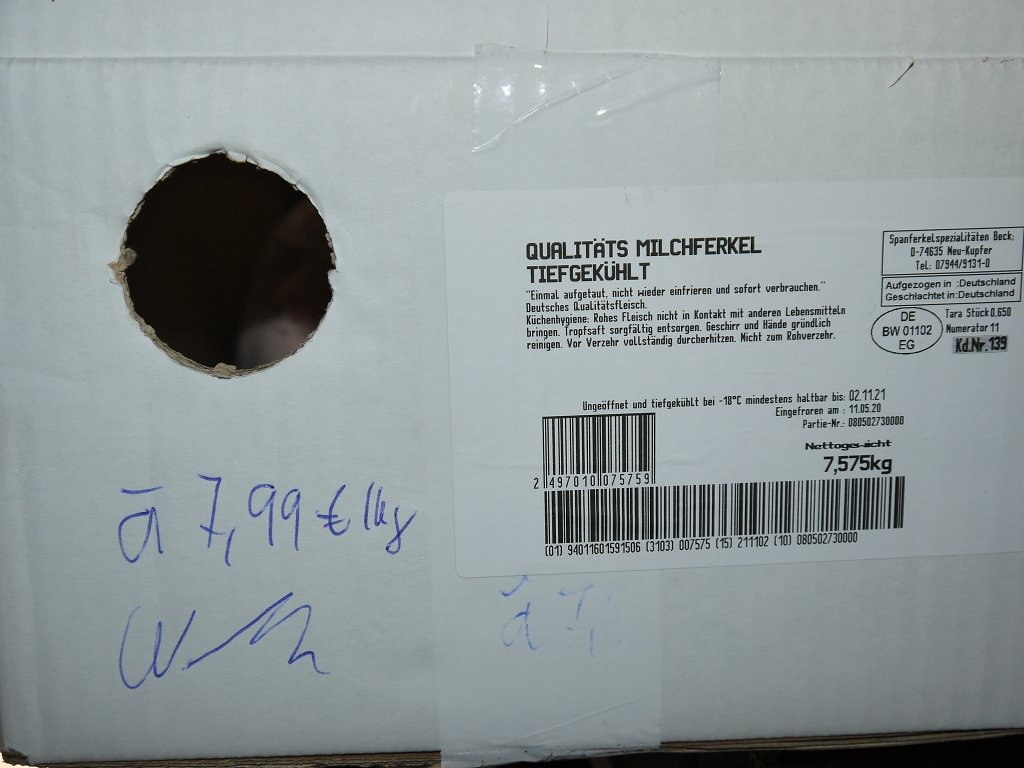 QUALITÄTS MILCHFERKEL
TIEFGEKÜHLT
"Einmal aufgetaut, nicht wieder einfrieren und sofort verbrauchen."
Deutsches Qualitätsfleisch.
Küchenhygiene: Rohes Fleisch nicht in Kontakt mit anderen Lebensmitteln
bringen. Tropfsaft sorgfältig entsorgen. Geschirr und Hände gründlich
reinigen. Vor Verzehr vollständig durcherhitzen. Nicht zum Rohverzehr.
Spanferkelspezialitäten Beck;
D-74635 Neu-Kupfer
Tel: 07944/9131-0
Aufgezogen in :Deutschland
Geschlachtet in:Deutschland
DE
BW 01102
EG
Tara Stück 0,650
Numerator 11
Kd.Nr. 139
Ungeöffnet und tiefgekühlt bei -18°C mindestens haltbar bis: 02.11.21
Eingefroren am : 11.05.20
Partie-Nr.: 080502730000
Nettogewicht
7,575kg
2 497010 075759
(01) 94011601591506 (3103) 007575 (15) 211102 (10) 080502730000
á 7,99 € 1kg
á 7,